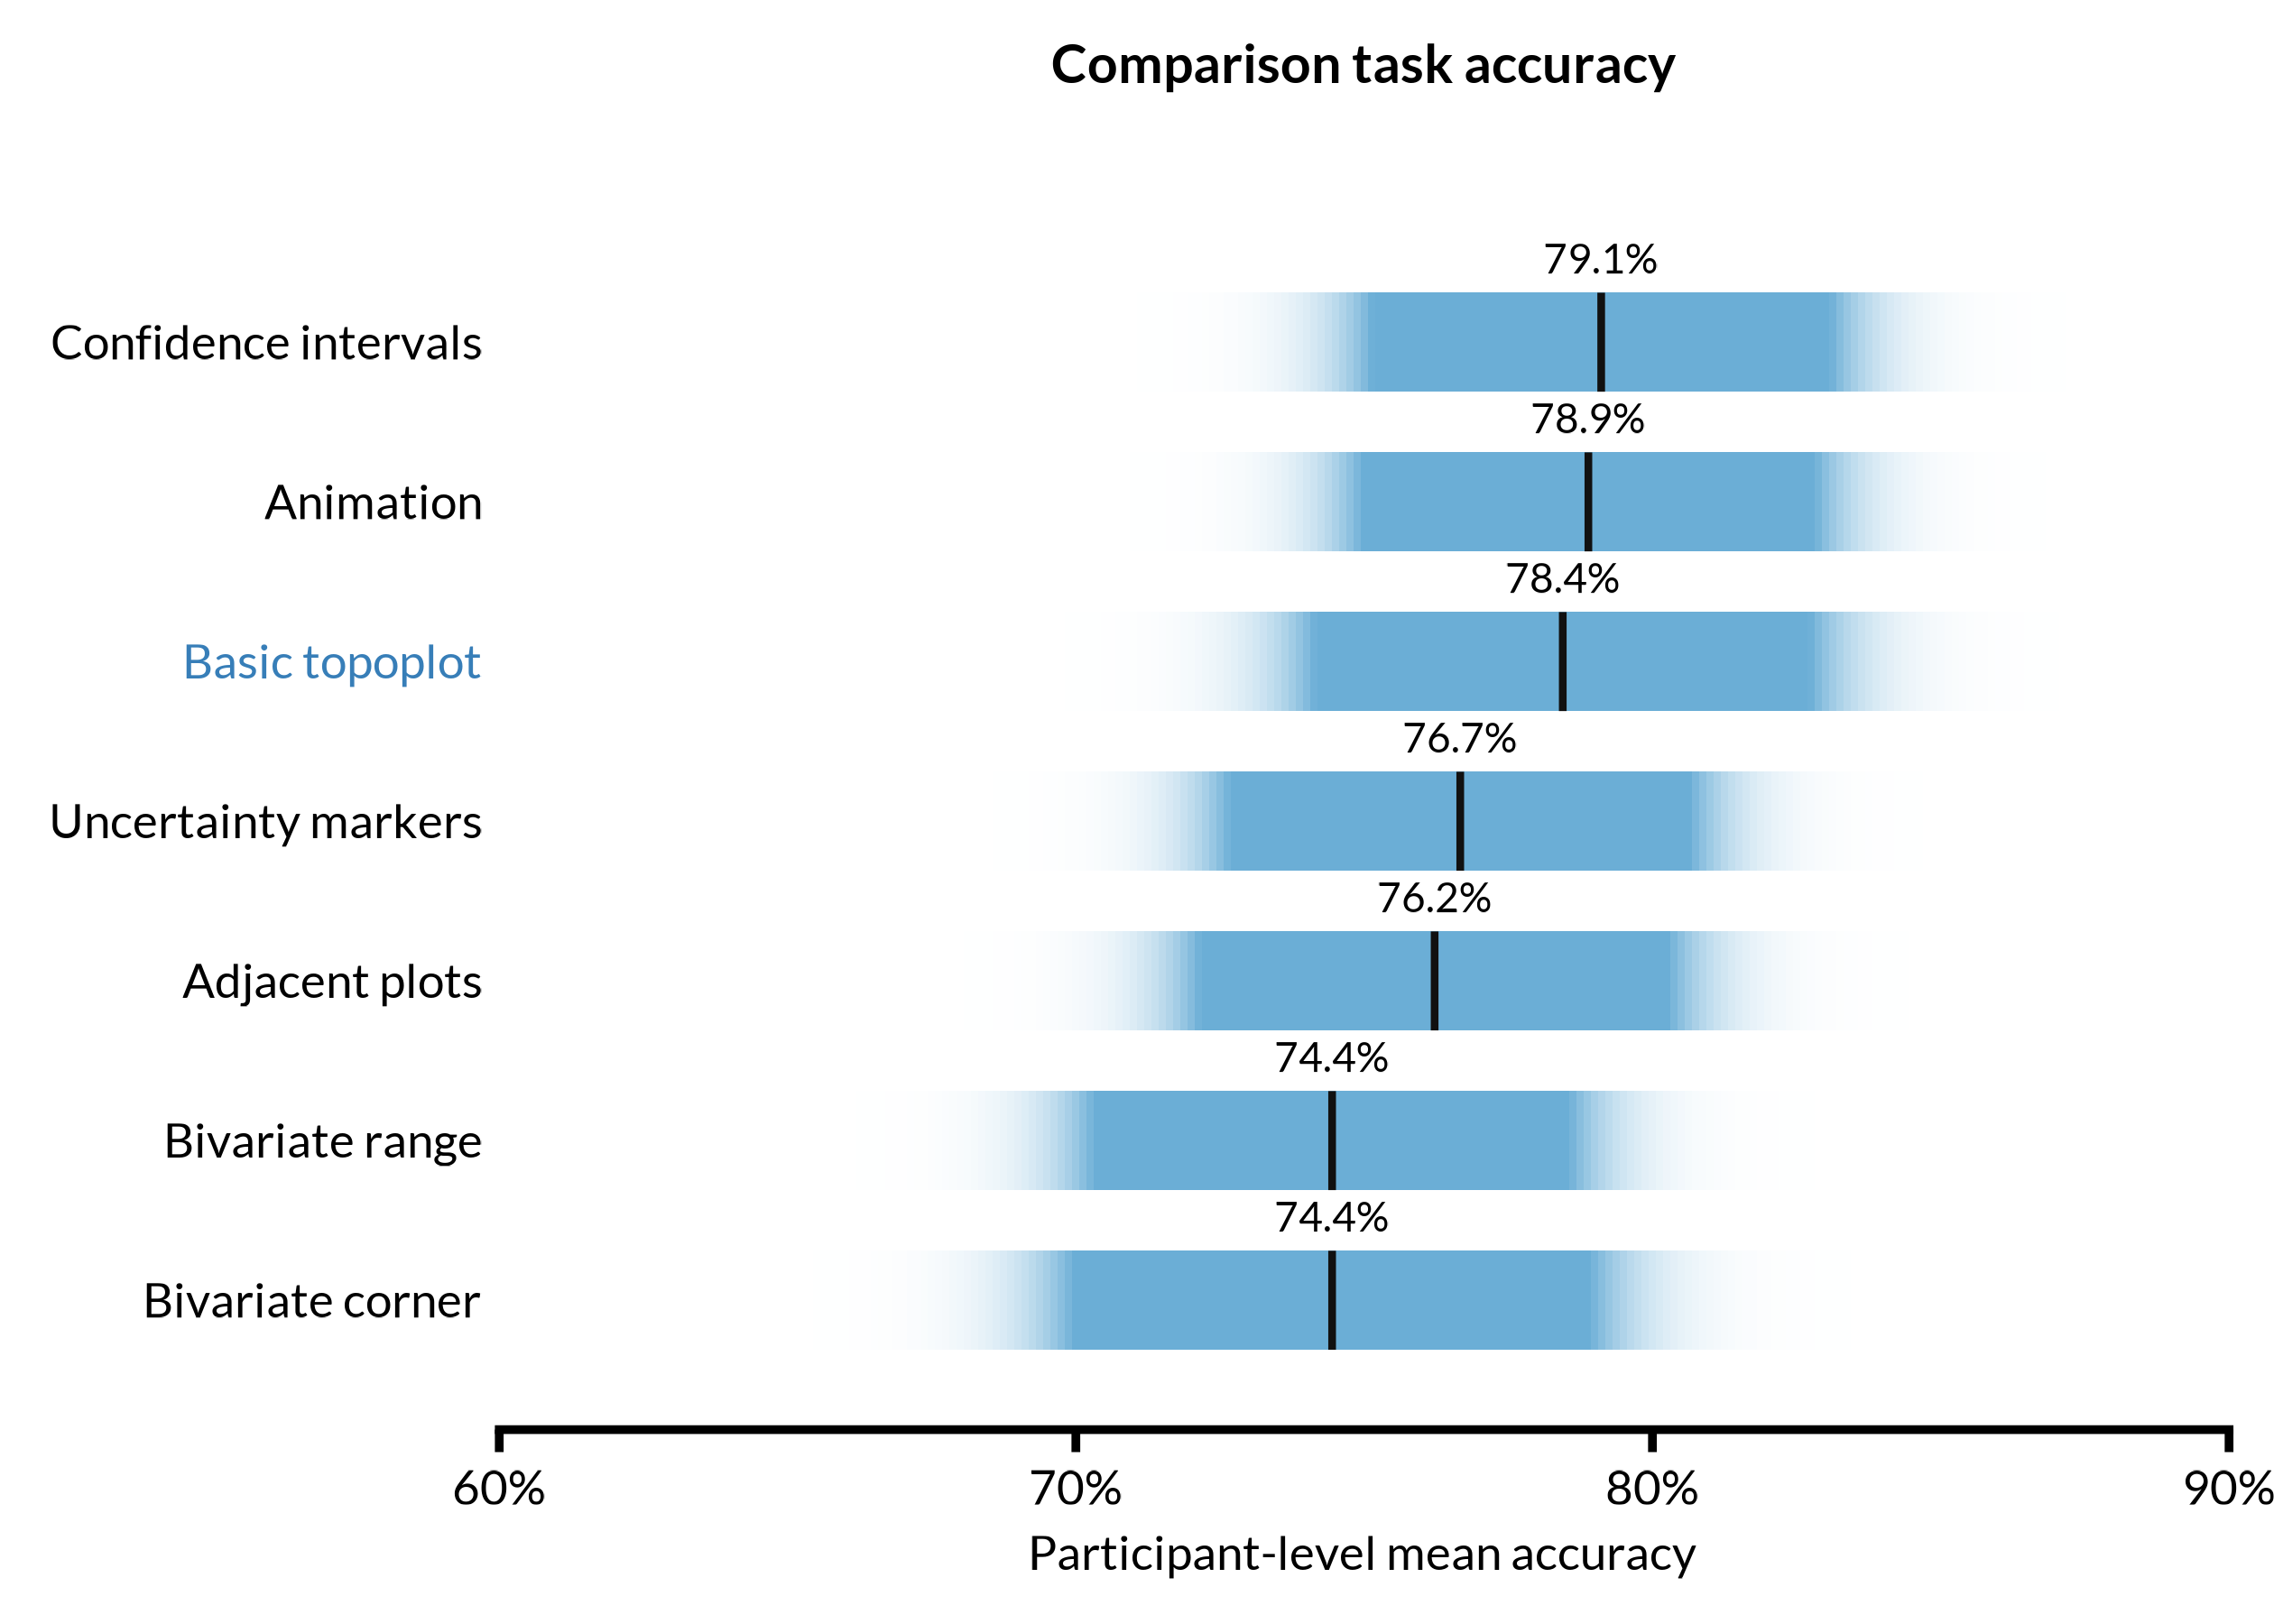 Comparison task accuracy
79.1%
Confidence intervals
78.9%
Animation
78.4%
Basic topoplot
76.7%
Uncertainty markers
76.2%
Adjacent plots
74.4%
Bivariate range
74.4%
Bivariate corner
60% 70% 80% 90%
Participant-level mean accuracy